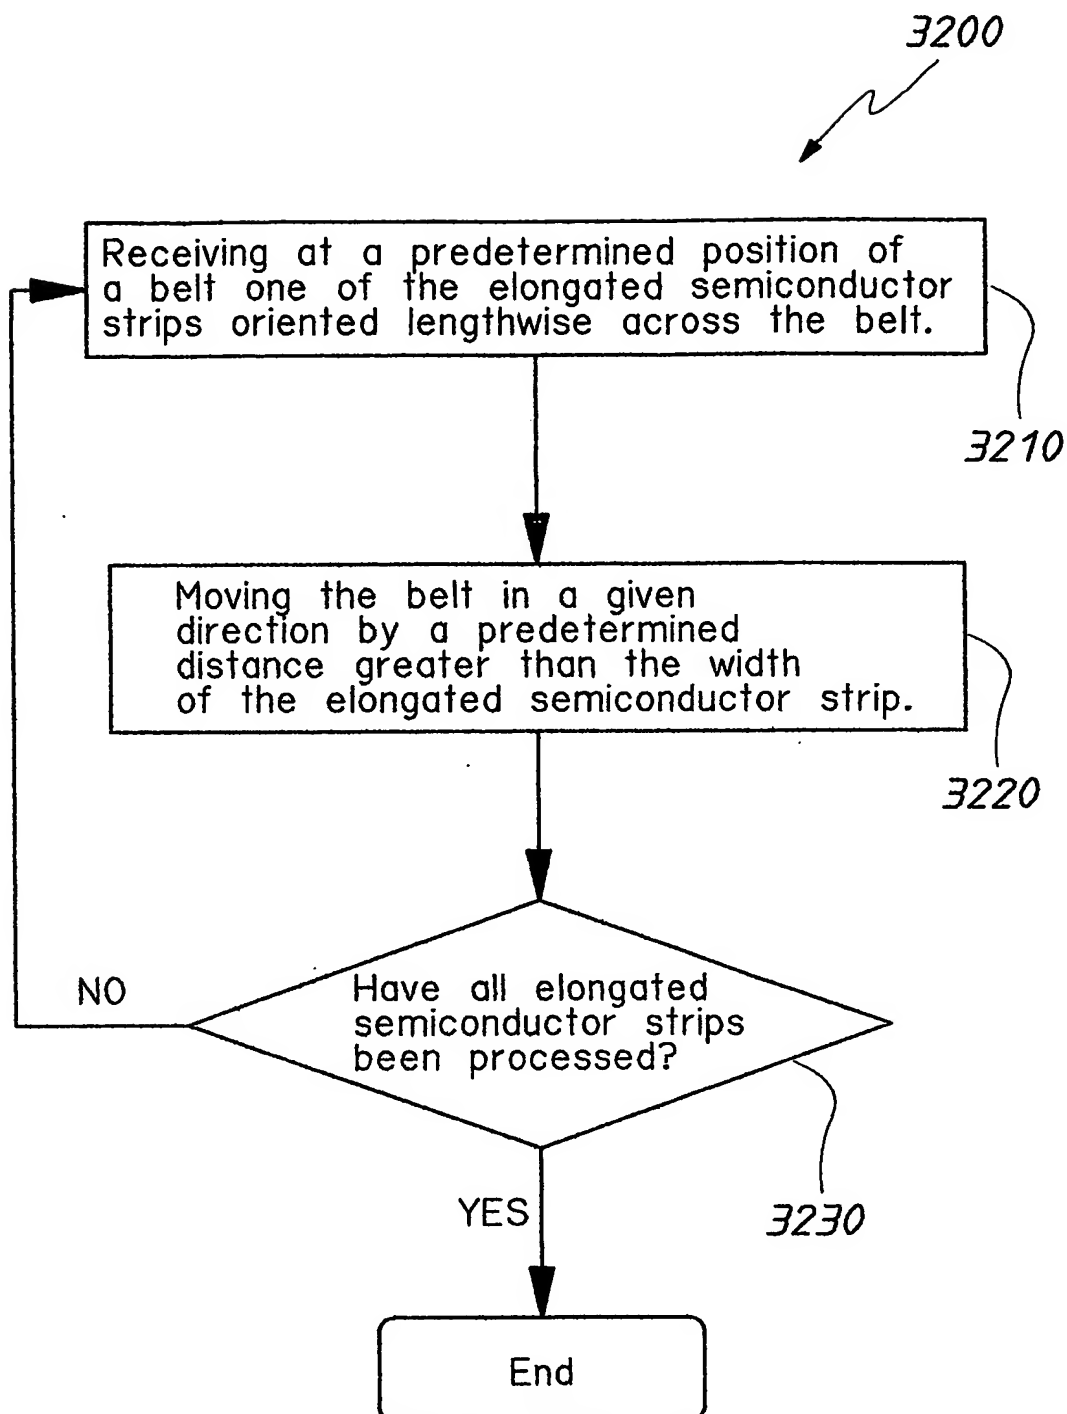 3200
Receiving at a predetermined position of
a belt one of the elongated semiconductor
strips oriented lengthwise across the belt.
3210
Moving the belt in a given
direction by a predetermined
distance greater than the width
of the elongated semiconductor strip.
3220
Have all elongated
semiconductor strips
been processed?
NO
YES
3230
End